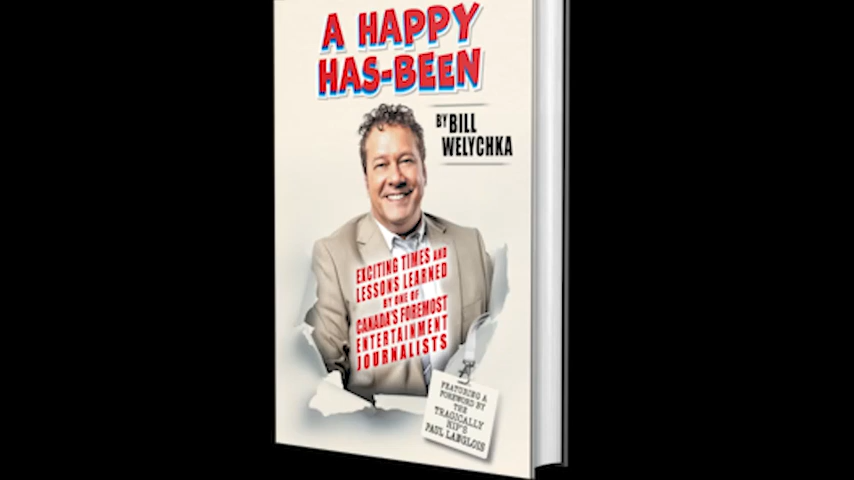 A HAPPY
HAS-BEEN
BY BILL
WELYCHKA
EXCITING TIMES AND
LESSONS LEARNED
BY ONE OF
CANADA'S FOREMOST
ENTERTAINMENT
JOURNALISTS
FEATURING A
FOREWORD BY
THE
TRAGICALLY
HIP'S
PAUL LANGLOIS